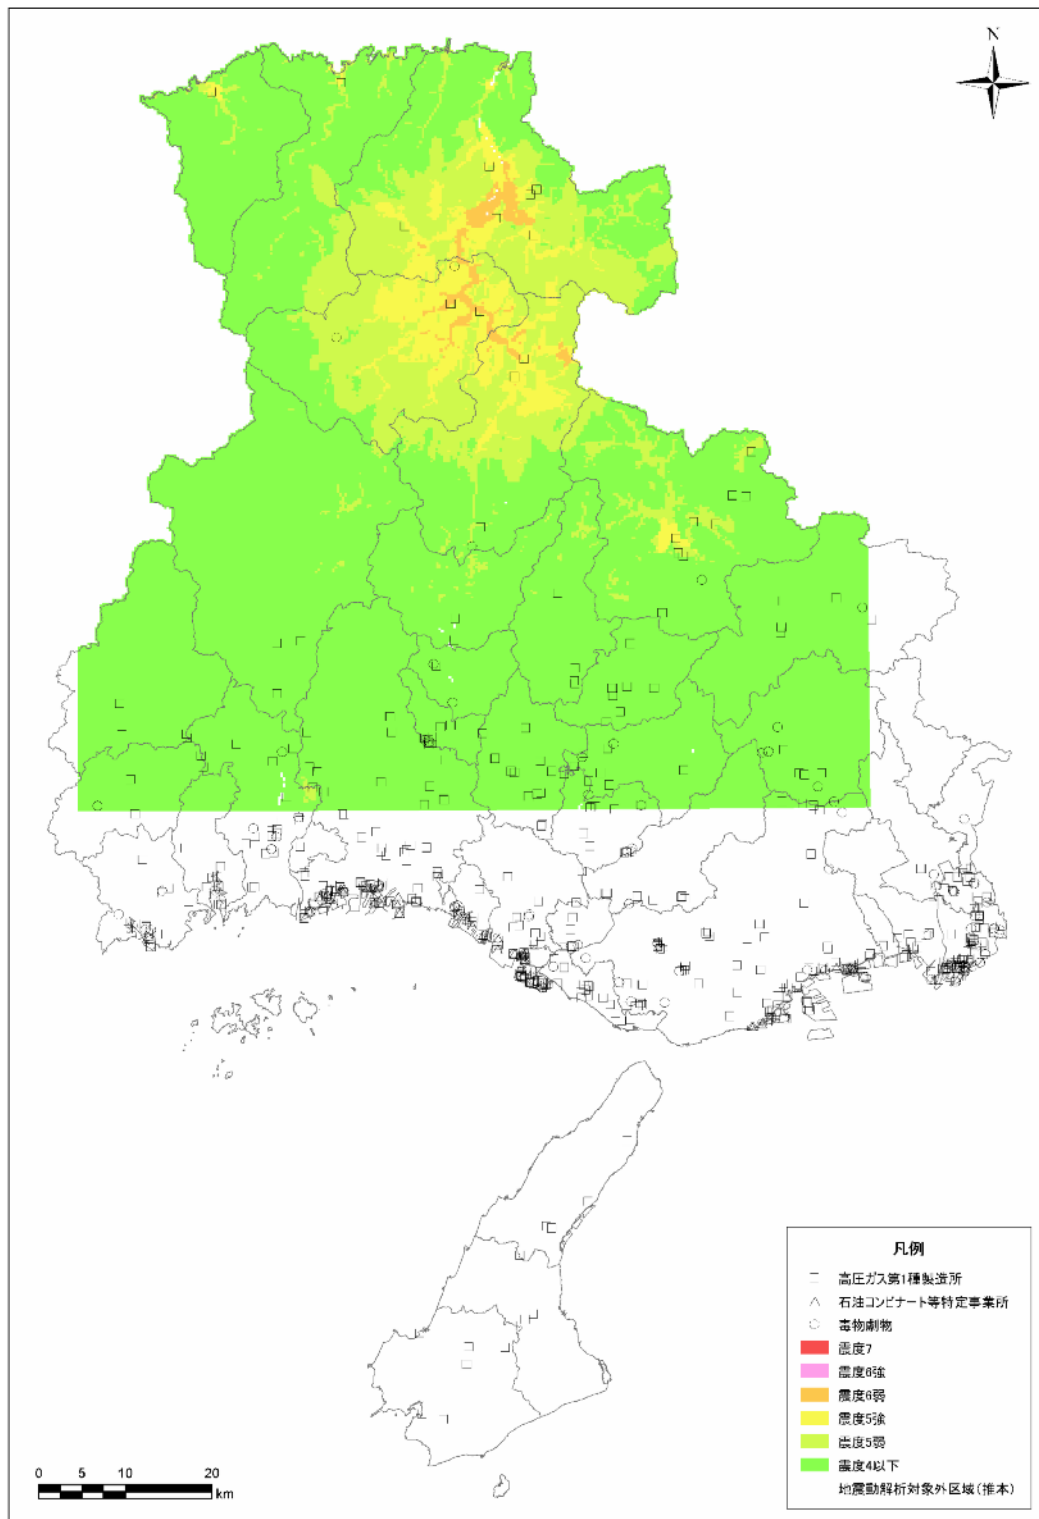 N
凡例
高圧ガス第1種製造所
石油コンビナート等特定事業所
毒物劇物
震度7
震度6強
震度6弱
震度5強
震度5弱
震度4以下
地震動解析対象外区域(推本)
0 5 10 20
km